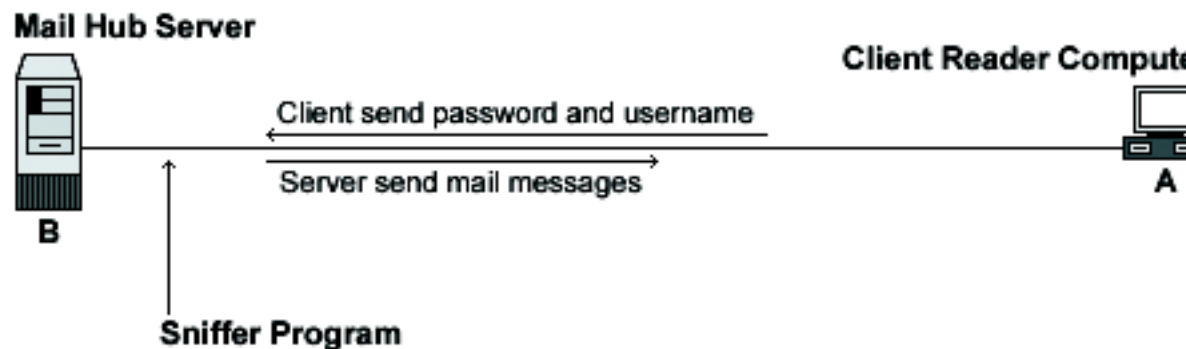 Mail Hub Server
Client Reader Compute
Client send password and username
Server send mail messages
B
A
Sniffer Program